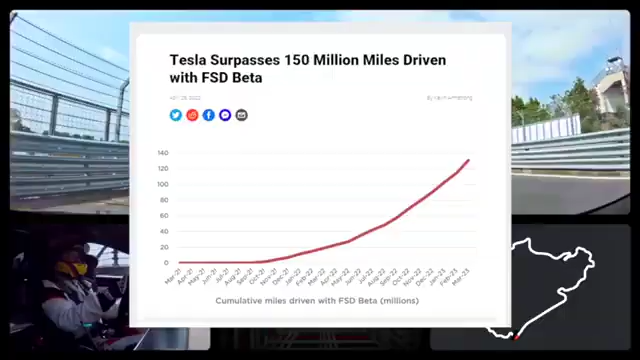 Tesla Surpasses 150 Million Miles Driven
with FSD Beta
By Kevin Armstrong
140
120
100
80
60
40
20
0
Mar-21
Apr-21
May-21
Jun-21
Jul-21
Aug-21
Sep-21
Oct-21
Nov-21
Dec-21
Jan-22
Feb-22
Mar-22
Apr-22
May-22
Jun-22
Jul-22
Aug-22
Sep-22
Oct-22
Nov-22
Dec-22
Jan-23
Feb-23
Mar-23
Cumulative miles driven with FSD Beta (millions)